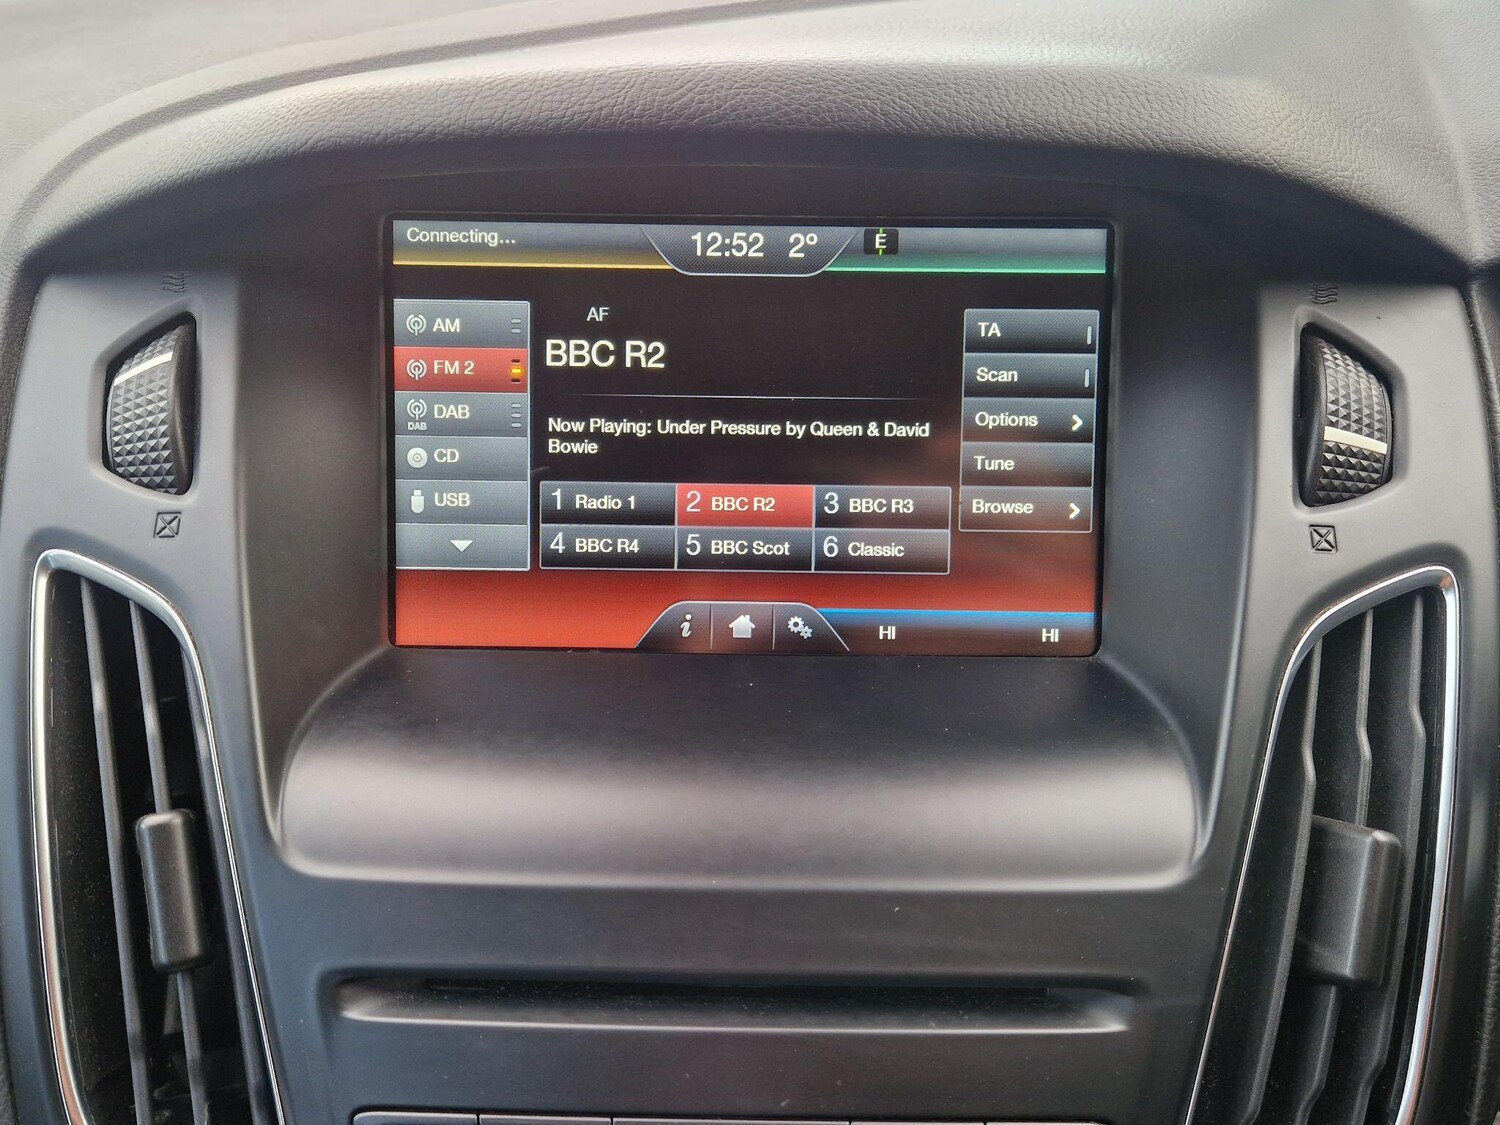 Connecting...
12:52 2°
E
AM
FM 2
DAB
DAB
CD
USB
AF
BBC R2
Now Playing: Under Pressure by Queen & David
Bowie
1 Radio 1
2 BBC R2
3 BBC R3
4 BBC R4
5 BBC Scot
6 Classic
TA
Scan
Options
Tune
Browse
i
HI
HI